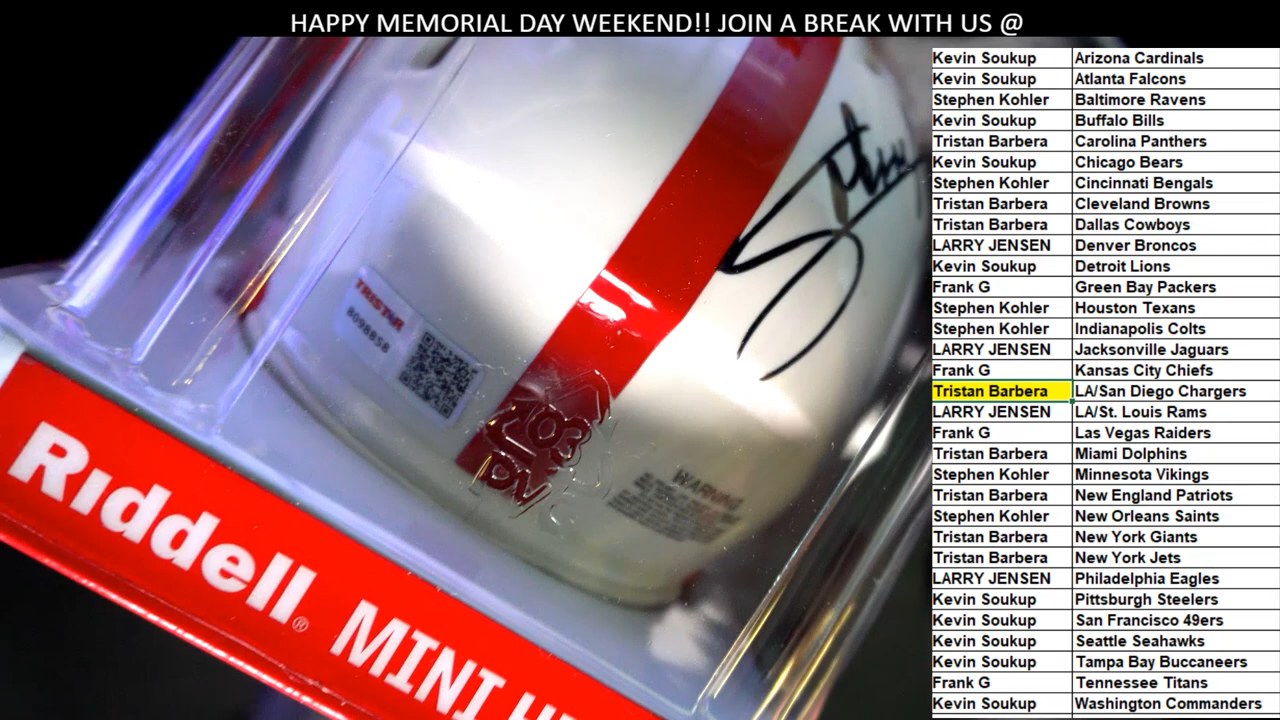 HAPPY MEMORIAL DAY WEEKEND!! JOIN A BREAK WITH US @
Kevin Soukup Arizona Cardinals
Kevin Soukup Atlanta Falcons
Stephen Kohler Baltimore Ravens
Kevin Soukup Buffalo Bills
Tristan Barbera Carolina Panthers
Kevin Soukup Chicago Bears
Stephen Kohler Cincinnati Bengals
Tristan Barbera Cleveland Browns
Tristan Barbera Dallas Cowboys
LARRY JENSEN Denver Broncos
Kevin Soukup Detroit Lions
Frank G Green Bay Packers
Stephen Kohler Houston Texans
Stephen Kohler Indianapolis Colts
LARRY JENSEN Jacksonville Jaguars
Frank G Kansas City Chiefs
Tristan Barbera LA/San Diego Chargers
LARRY JENSEN LA/St. Louis Rams
Frank G Las Vegas Raiders
Tristan Barbera Miami Dolphins
Stephen Kohler Minnesota Vikings
Tristan Barbera New England Patriots
Stephen Kohler New Orleans Saints
Tristan Barbera New York Giants
Tristan Barbera New York Jets
LARRY JENSEN Philadelphia Eagles
Kevin Soukup Pittsburgh Steelers
Kevin Soukup San Francisco 49ers
Kevin Soukup Seattle Seahawks
Kevin Soukup Tampa Bay Buccaneers
Frank G Tennessee Titans
Kevin Soukup Washington Commanders
TRISTAR
8098858
WARNING
RIddell® MINI